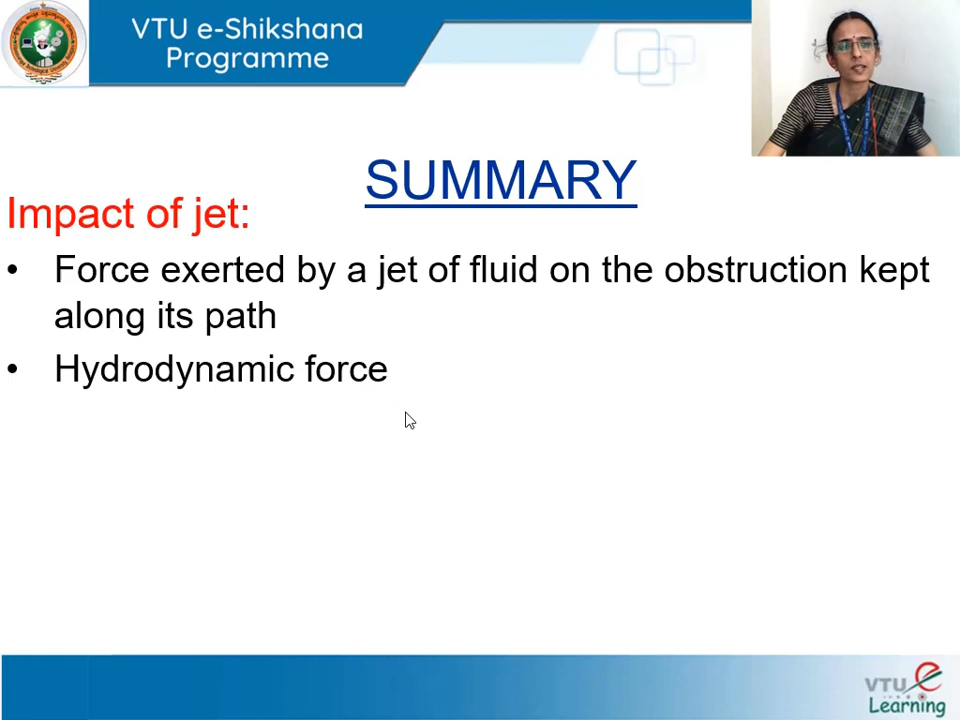 VTU e-Shikshana
Programme
SUMMARY
Impact of jet:
• Force exerted by a jet of fluid on the obstruction kept
along its path
• Hydrodynamic force
VTU e
Learning